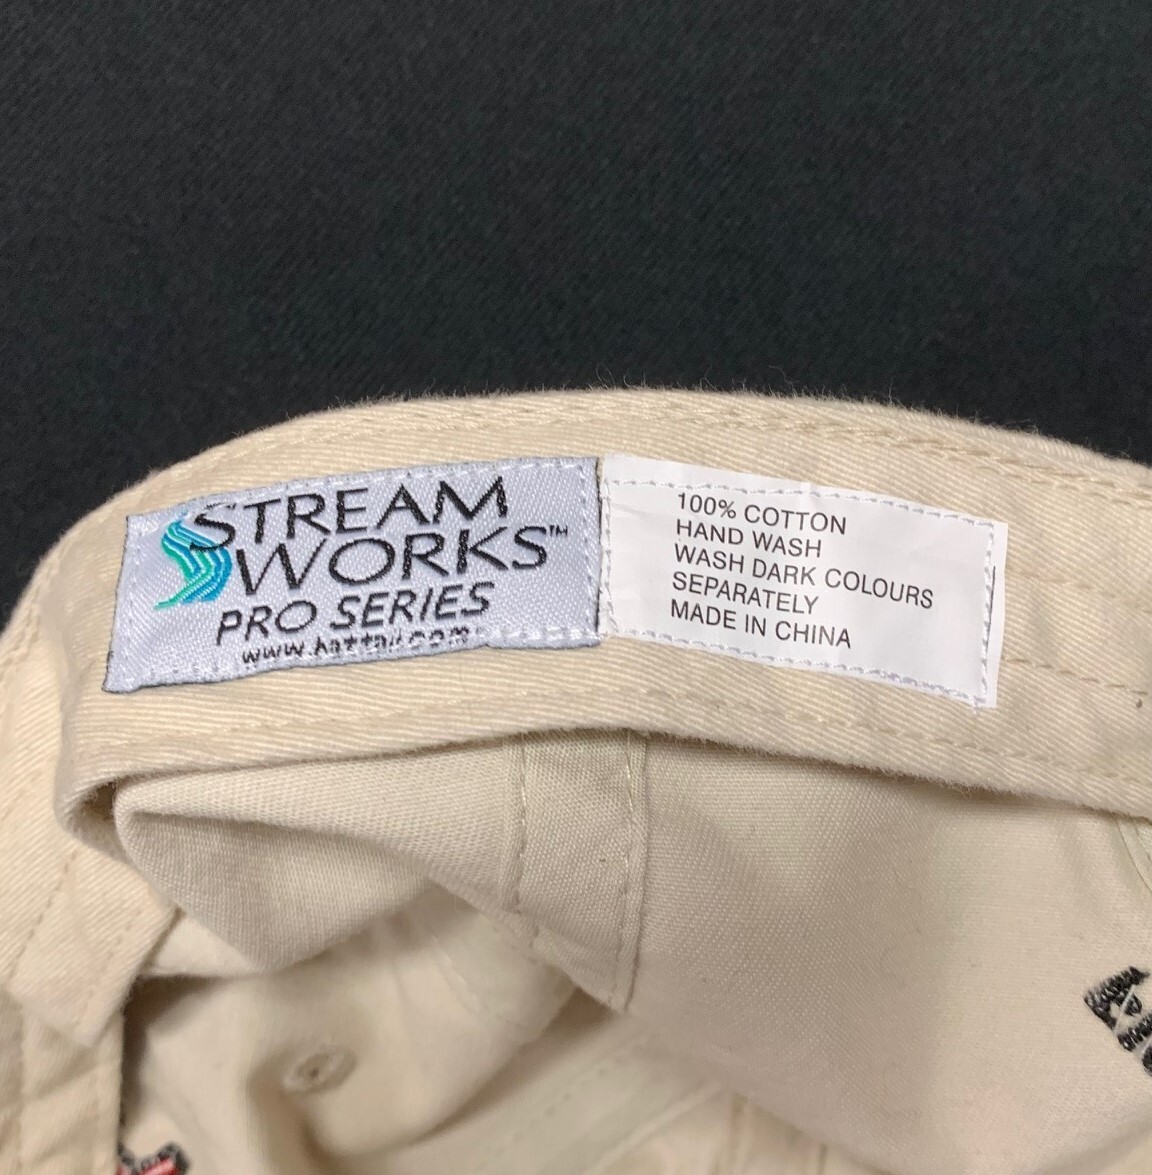 STREAM
WORKS™
PRO SERIES
100% COTTON
HAND WASH
WASH DARK COLOURS
SEPARATELY
MADE IN CHINA